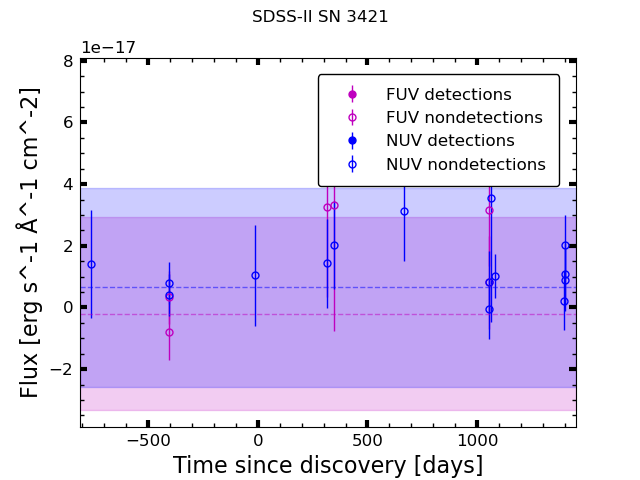 SDSS-II SN 3421
1e−17
8
6
4
2
0
−2
Flux [erg s^-1 Å^-1 cm^-2]
FUV detections
FUV nondetections
NUV detections
NUV nondetections
−500 0 500 1000
Time since discovery [days]